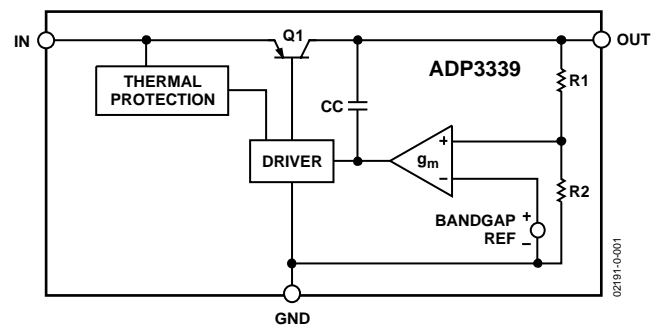 IN
Q1
OUT
THERMAL
PROTECTION
ADP3339
R1
CC
DRIVER
gm
+
−
R2
BANDGAP
REF
+
−
GND
02191-0-001